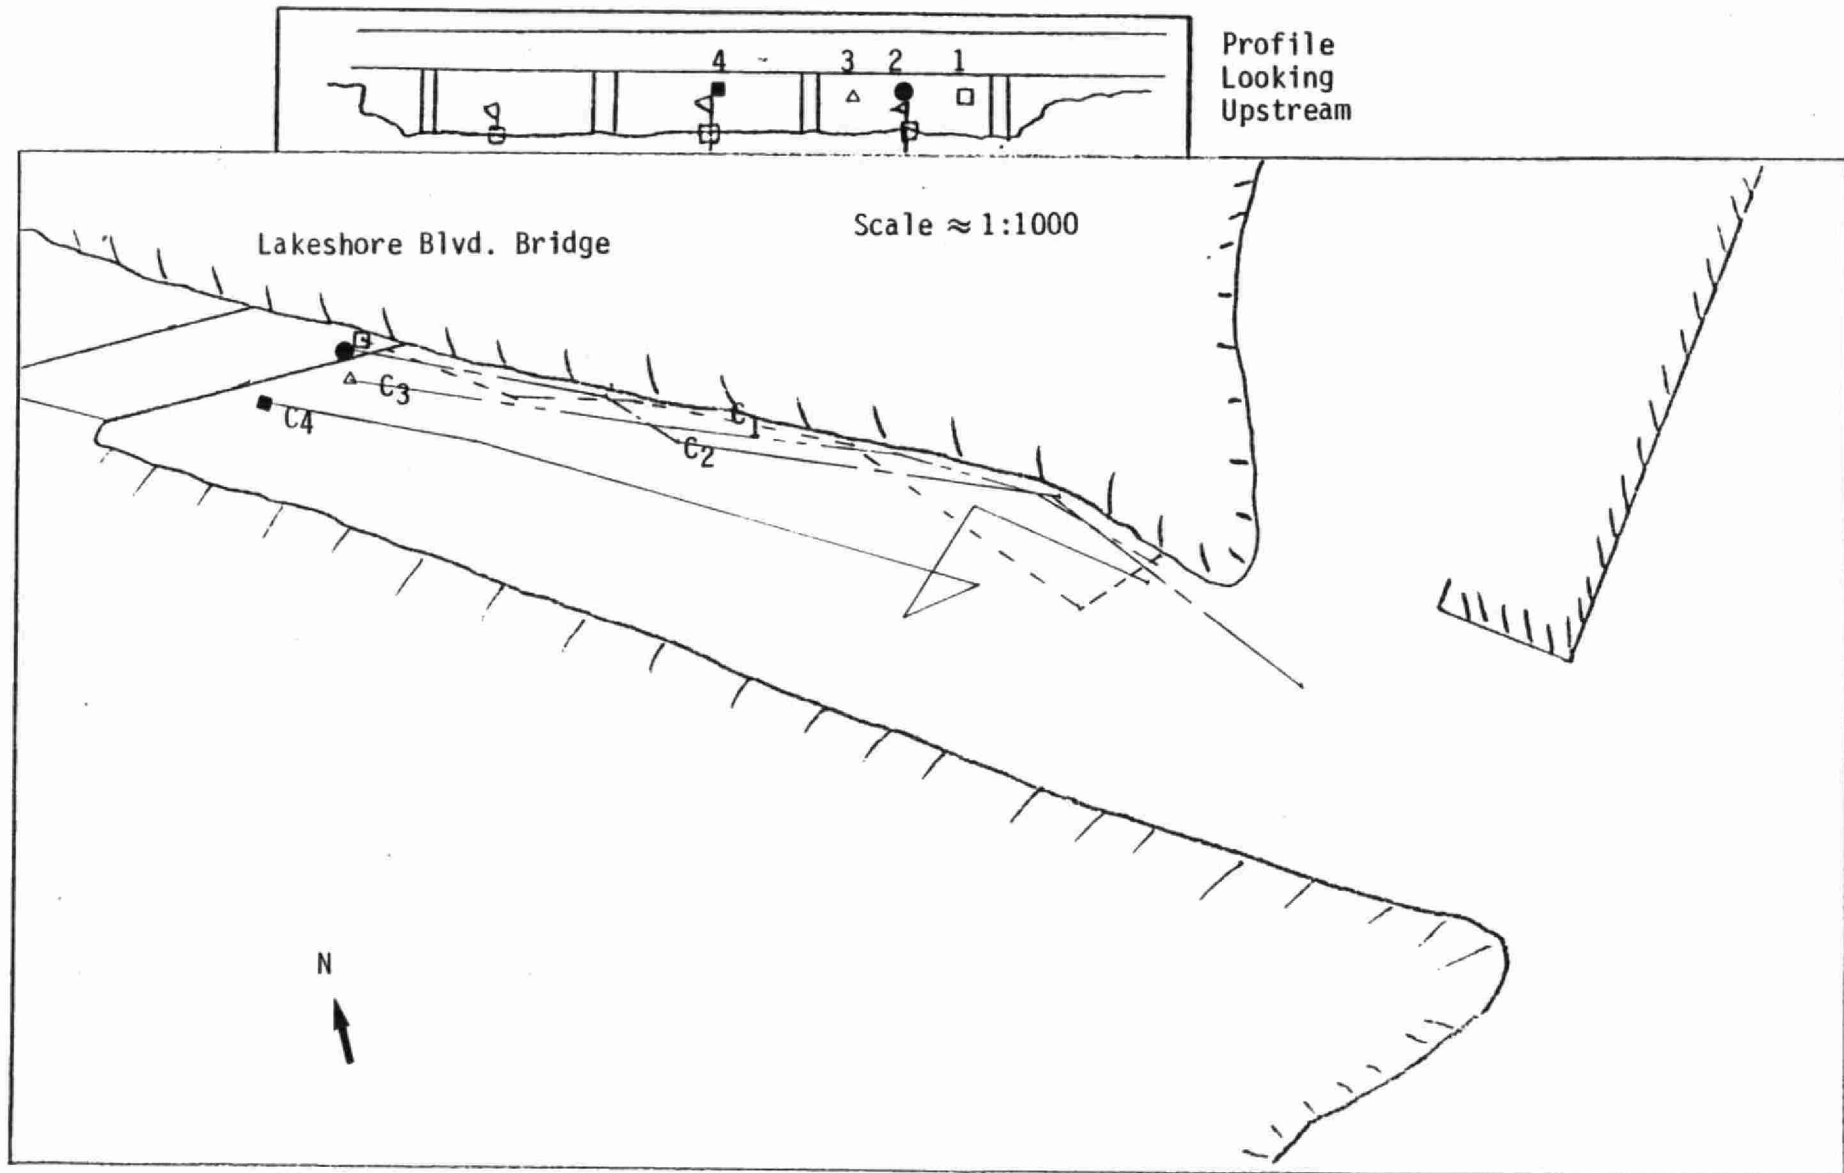 4 3 2 1
Profile
Looking
Upstream
Lakeshore Blvd. Bridge
Scale ≈ 1:1000
C3
C4
C1
C2
N